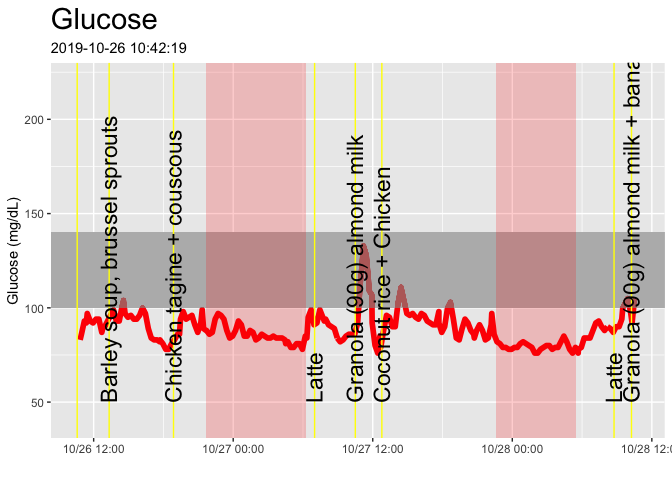 Glucose
2019-10-26 10:42:19
Glucose (mg/dL)
200
150
100
50
Barley soup, brussel sprouts
Chicken tagine + couscous
Latte
Granola (90g) almond milk
Coconut rice + Chicken
Latte
Granola (90g) almond milk + bana
10/26 12:00
10/27 00:00
10/27 12:00
10/28 00:00
10/28 12:0